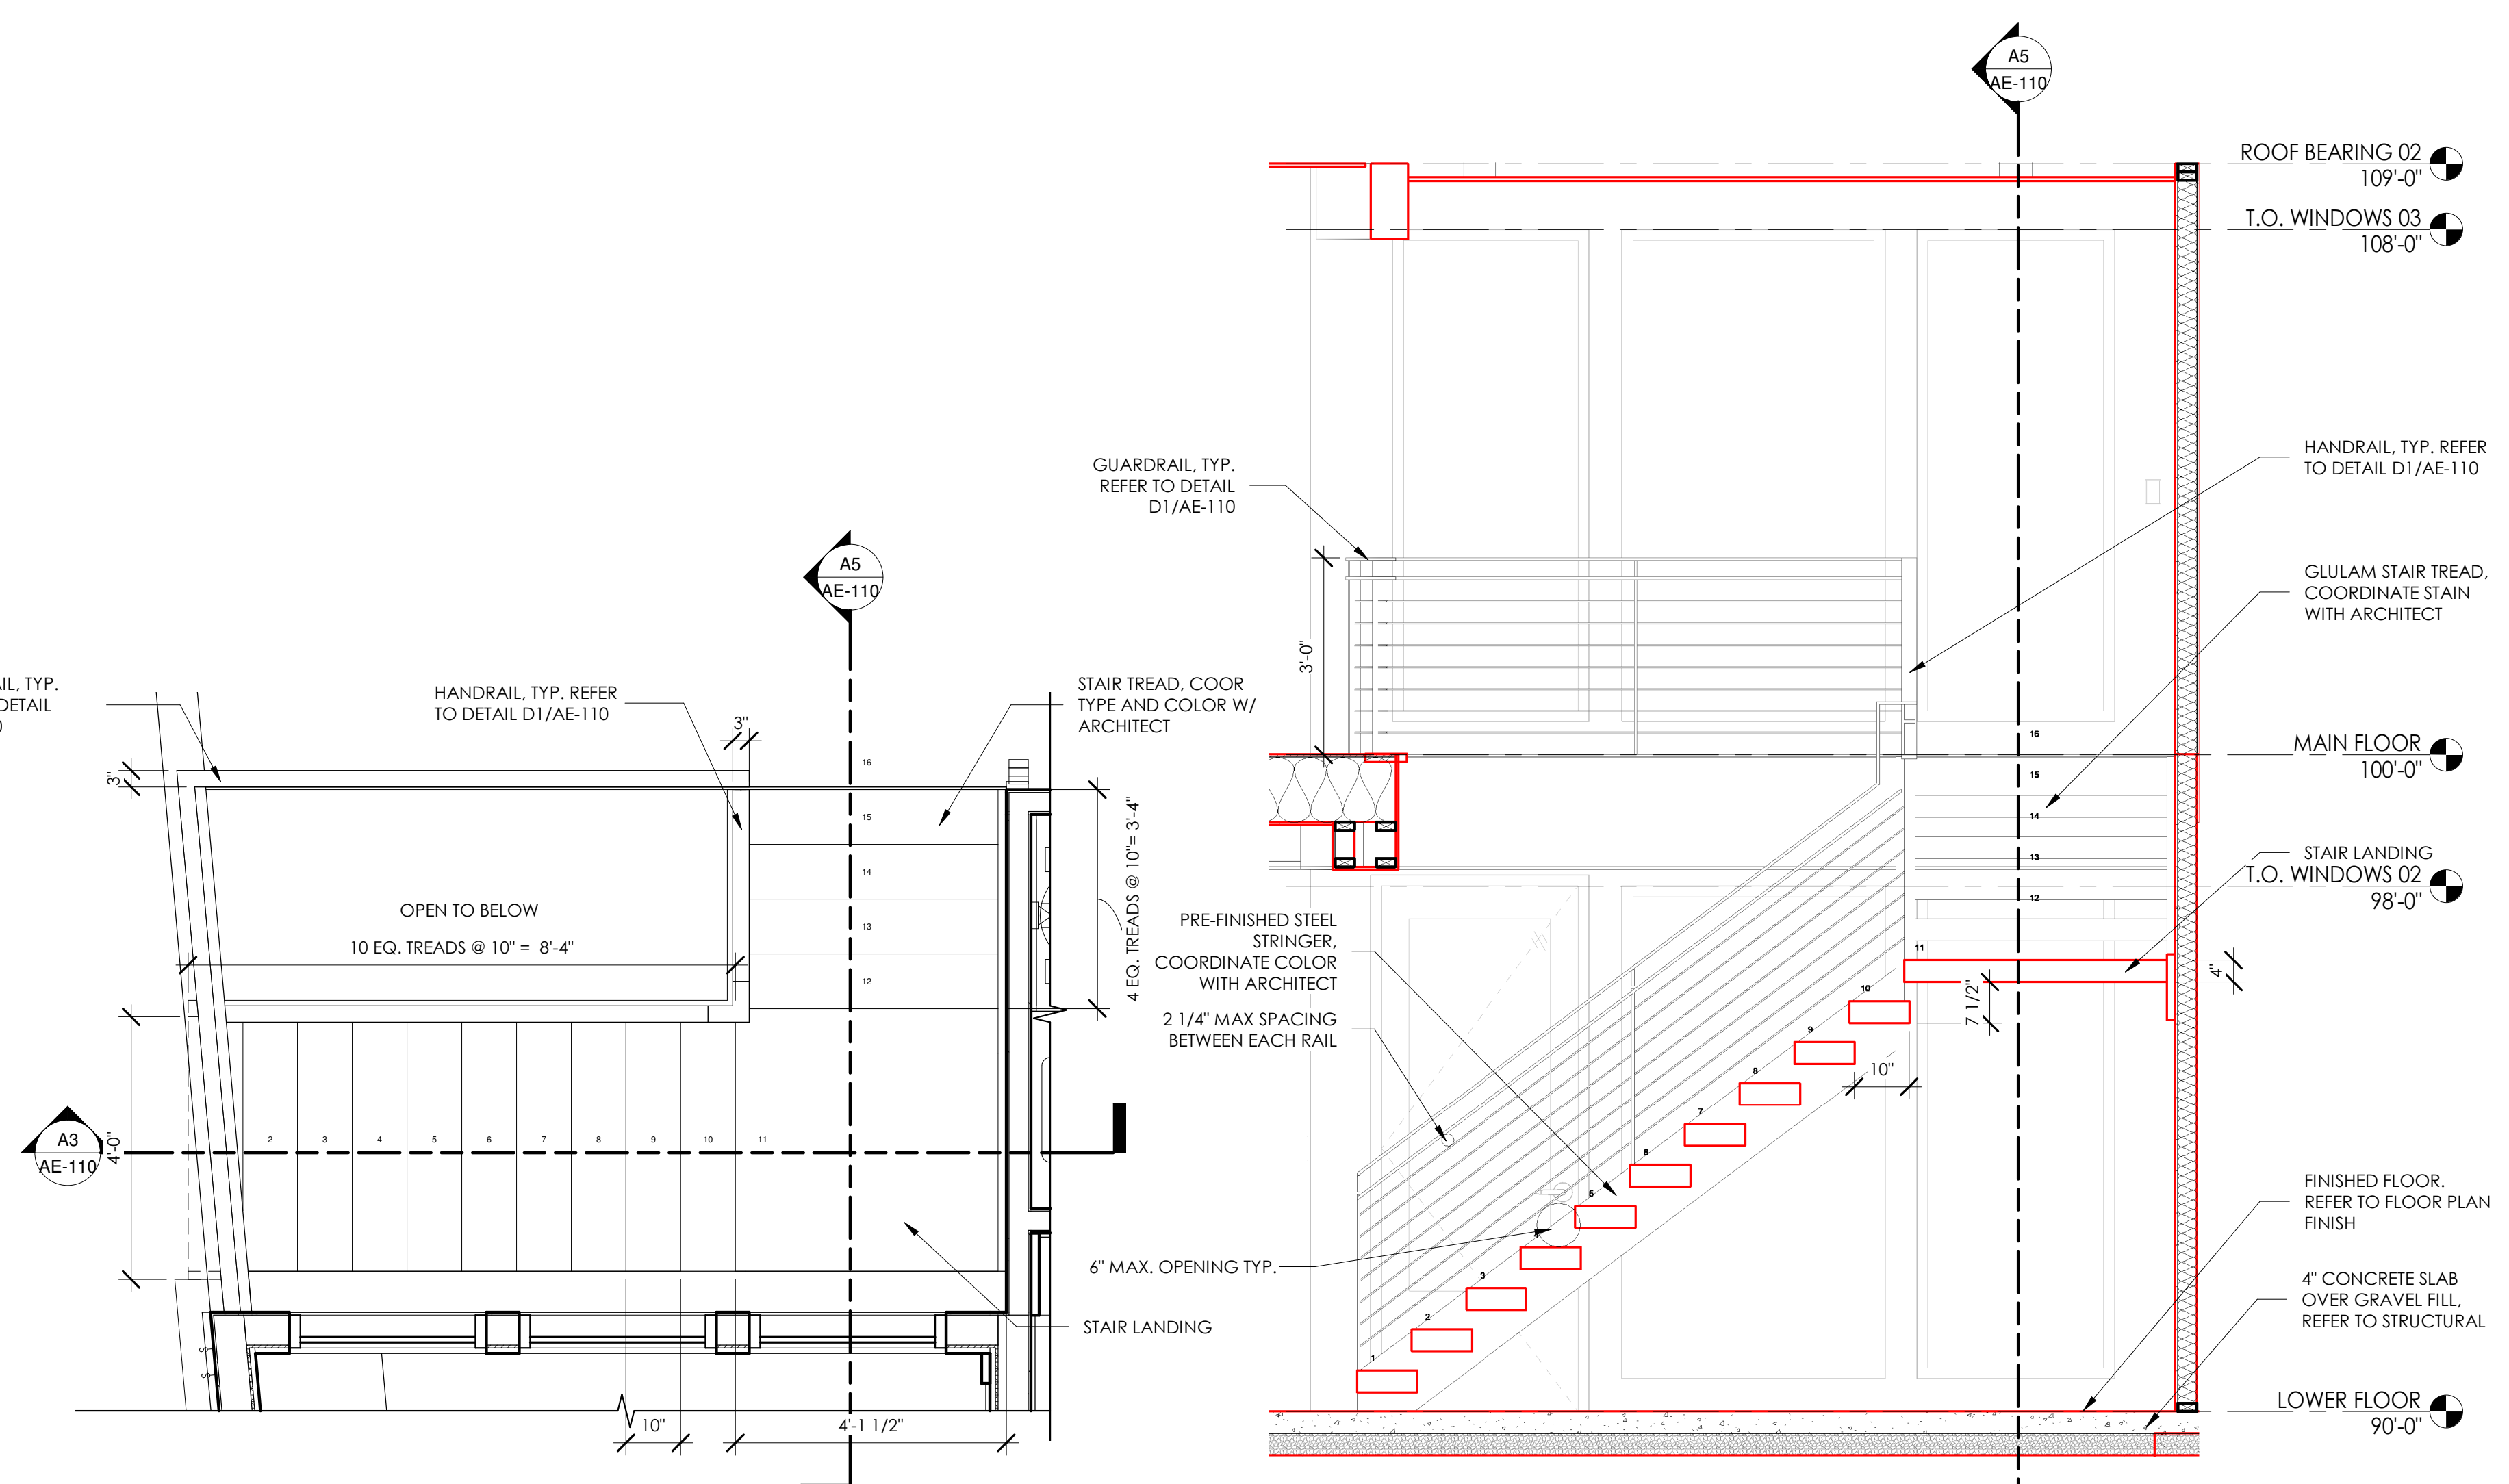 A5
AE-110
ROOF BEARING 02
109'-0"
T.O. WINDOWS 03
108'-0"
GUARDRAIL, TYP.
REFER TO DETAIL
D1/AE-110
HANDRAIL, TYP. REFER
TO DETAIL D1/AE-110
GLULAM STAIR TREAD,
COORDINATE STAIN
WITH ARCHITECT
3'-0"
16
MAIN FLOOR
100'-0"
15
14
13
STAIR LANDING
T.O. WINDOWS 02
98'-0"
12
11
PRE-FINISHED STEEL
STRINGER,
COORDINATE COLOR
WITH ARCHITECT
4"
7 1/2"
10
2 1/4" MAX SPACING
BETWEEN EACH RAIL
9
10"
8
7
6
5
4
3
2
1
6" MAX. OPENING TYP.
FINISHED FLOOR.
REFER TO FLOOR PLAN
FINISH
4" CONCRETE SLAB
OVER GRAVEL FILL,
REFER TO STRUCTURAL
LOWER FLOOR
90'-0"
A5
AE-110
IL, TYP.
DETAIL
0
HANDRAIL, TYP. REFER
TO DETAIL D1/AE-110
STAIR TREAD, COOR
TYPE AND COLOR W/
ARCHITECT
3"
3"
16
15
14
13
12
4 EQ. TREADS @ 10"= 3'-4"
OPEN TO BELOW
10 EQ. TREADS @ 10" = 8'-4"
A3
AE-110
4'-0"
2 3 4 5 6 7 8 9 10 11
STAIR LANDING
S
S
10"
4'-1 1/2"